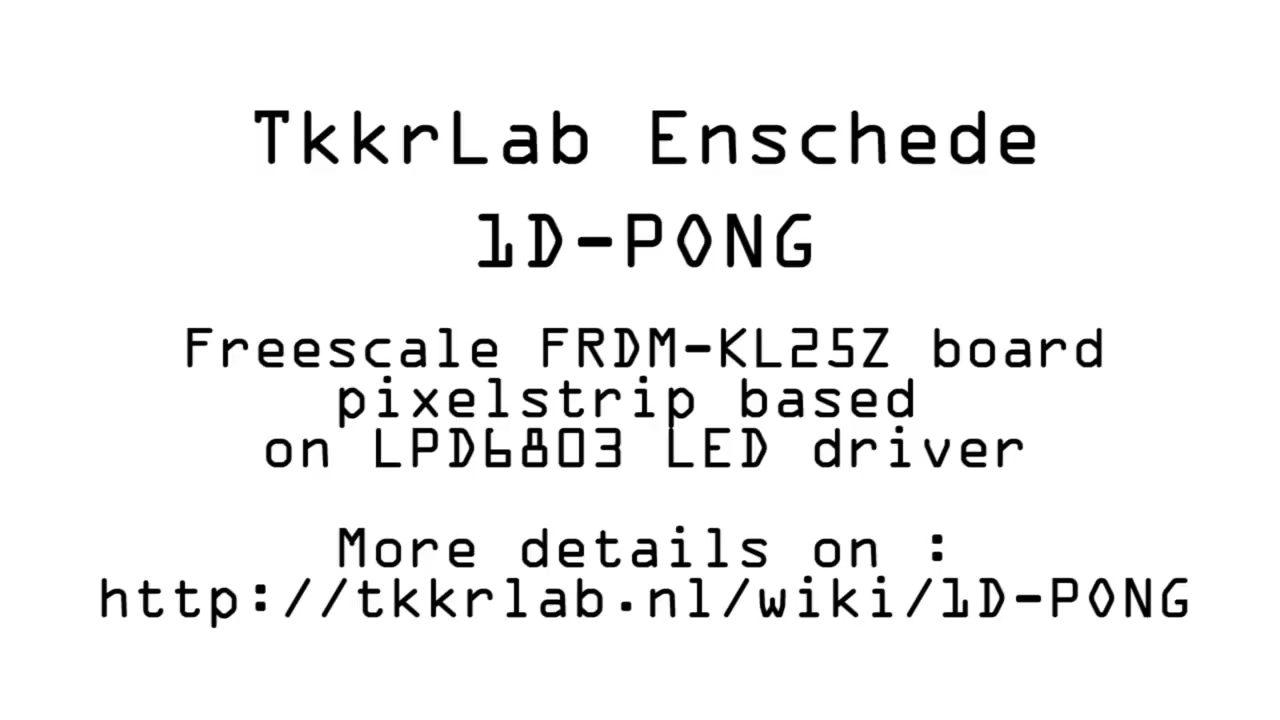 TkkrLab Enschede
1D-PONG
Freescale FRDM-KL25Z board
pixelstrip based
on LPD6803 LED driver
More details on :
http://tkkrlab.nl/wiki/1D-PONG